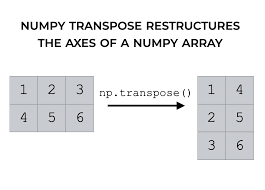 NUMPY TRANSPOSE RESTRUCTURES
THE AXES OF A NUMPY ARRAY
1 2 3
4 5 6
np.transpose()
1 4
2 5
3 6